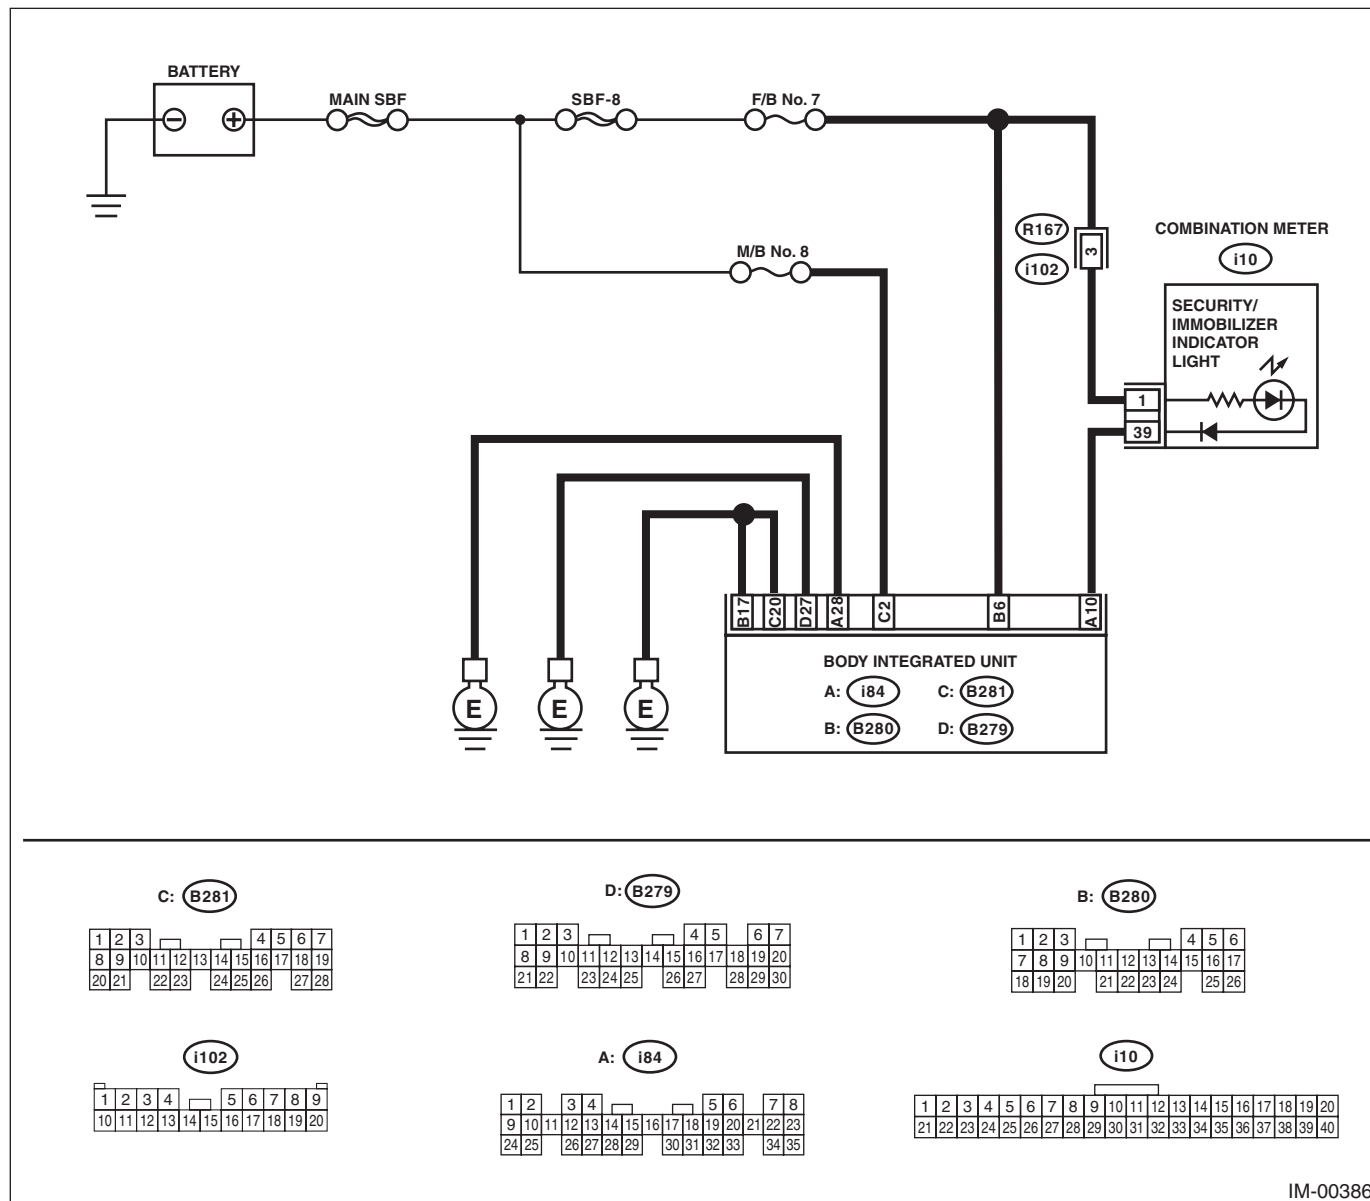 BATTERY
MAIN SBF
SBF-8
F/B No. 7
M/B No. 8
R167
i102
3
COMBINATION METER
i10
SECURITY/
IMMOBILIZER
INDICATOR
LIGHT
1
39
B17 C20 D27 A28 C2 B6 A10
BODY INTEGRATED UNIT
A: i84 C: B281
B: B280 D: B279
E E E
C: B281
1 2 3 4 5 6 7
8 9 10 11 12 13 14 15 16 17 18 19
20 21 22 23 24 25 26 27 28
D: B279
1 2 3 4 5 6 7
8 9 10 11 12 13 14 15 16 17 18 19 20
21 22 23 24 25 26 27 28 29 30
B: B280
1 2 3 4 5 6
7 8 9 10 11 12 13 14 15 16 17
18 19 20 21 22 23 24 25 26
i102
1 2 3 4 5 6 7 8 9
10 11 12 13 14 15 16 17 18 19 20
A: i84
1 2 3 4 5 6 7 8
9 10 11 12 13 14 15 16 17 18 19 20 21 22 23
24 25 26 27 28 29 30 31 32 33 34 35
i10
1 2 3 4 5 6 7 8 9 10 11 12 13 14 15 16 17 18 19 20
21 22 23 24 25 26 27 28 29 30 31 32 33 34 35 36 37 38 39 40
IM-00386